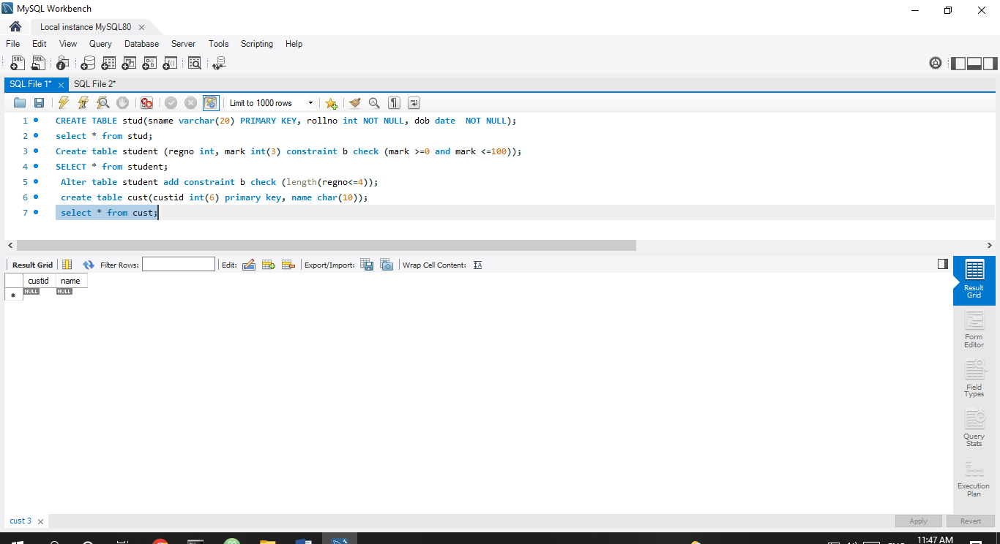 MySQL Workbench
Local instance MySQL80
File Edit View Query Database Server Tools Scripting Help
SQL File 1* SQL File 2*
Limit to 1000 rows
1 CREATE TABLE stud(sname varchar(20) PRIMARY KEY, rollno int NOT NULL, dob date  NOT NULL);
2 select * from stud;
3 Create table student (regno int, mark int(3) constraint b check (mark >=0 and mark <=100));
4 SELECT * from student;
5 Alter table student add constraint b check (length(regno<=4));
6 create table cust(custid int(6) primary key, name char(10));
7 select * from cust;
Result Grid Filter Rows: Edit: Export/Import: Wrap Cell Content:
custid name
* NULL NULL
Result
Grid
Form
Editor
Field
Types
Query
Stats
Execution
Plan
cust 3 Apply Revert
11:47 AM